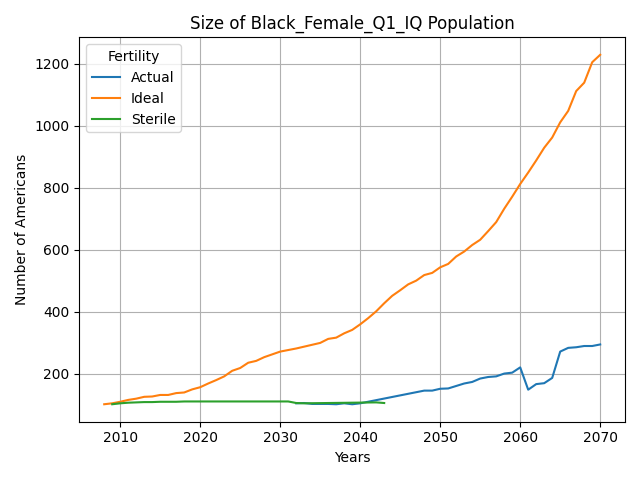 Size of Black_Female_Q1_IQ Population
Fertility
Actual
Ideal
Sterile
Number of Americans
1200
1000
800
600
400
200
2010 2020 2030 2040 2050 2060 2070
Years